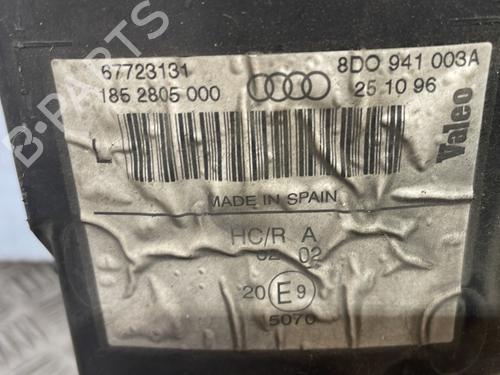 67723131 8DO 941 003A
185 2805 000 25 10 96
L
Valeo
MADE IN SPAIN
HC/R A
02 02
20 E 9
5070
B-Parts